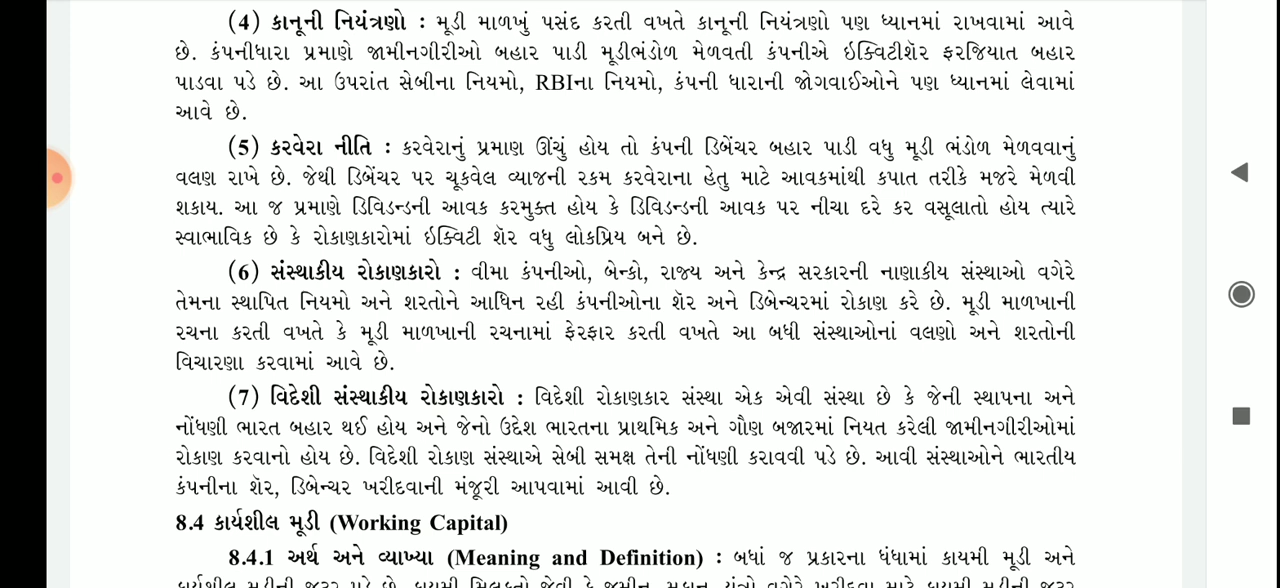 (4) કાનૂની નિયંત્રણો : મૂડી માળખું પસંદ કરતી વખતે કાનૂની નિયંત્રણો પણ ધ્યાનમાં રાખવામાં આવે
છે. કંપનીધારા પ્રમાણે જામીનગીરીઓ બહાર પાડી મૂડીભંડોળ મેળવતી કંપનીએ ઇક્વિટીશૅર ફરજિયાત બહાર
પાડવા પડે છે. આ ઉપરાંત સેબીના નિયમો, RBIના નિયમો, કંપની ધારાની જોગવાઈઓને પણ ધ્યાનમાં લેવામાં
આવે છે.
(5) કરવેરા નીતિ : કરવેરાનું પ્રમાણ ઊંચું હોય તો કંપની ડિબેંચર બહાર પાડી વધુ મૂડી ભંડોળ મેળવવાનું
વલણ રાખે છે. જેથી ડિબેંચર પર ચૂકવેલ વ્યાજની રકમ કરવેરાના હેતુ માટે આવકમાંથી કપાત તરીકે મજરે મેળવી
શકાય. આ જ પ્રમાણે ડિવિડન્ડની આવક કરમુક્ત હોય કે ડિવિડન્ડની આવક પર નીચા દરે કર વસૂલાતો હોય ત્યારે
સ્વાભાવિક છે કે રોકાણકારોમાં ઇક્વિટી શૅર વધુ લોકપ્રિય બને છે.
(6) સંસ્થાકીય રોકાણકારો : વીમા કંપનીઓ, બેન્કો, રાજ્ય અને કેન્દ્ર સરકારની નાણાકીય સંસ્થાઓ વગેરે
તેમના સ્થાપિત નિયમો અને શરતોને આધિન રહી કંપનીઓના શૅર અને ડિબેન્ચરમાં રોકાણ કરે છે. મૂડી માળખાની
રચના કરતી વખતે કે મૂડી માળખાની રચનામાં ફેરફાર કરતી વખતે આ બધી સંસ્થાઓનાં વલણો અને શરતોની
વિચારણા કરવામાં આવે છે.
(7) વિદેશી સંસ્થાકીય રોકાણકારો : વિદેશી રોકાણકાર સંસ્થા એક એવી સંસ્થા છે કે જેની સ્થાપના અને
નોંધણી ભારત બહાર થઈ હોય અને જેનો ઉદેશ ભારતના પ્રાથમિક અને ગૌણ બજારમાં નિયત કરેલી જામીનગીરીઓમાં
રોકાણ કરવાનો હોય છે. વિદેશી રોકાણ સંસ્થાએ સેબી સમક્ષ તેની નોંધણી કરાવવી પડે છે. આવી સંસ્થાઓને ભારતીય
કંપનીના શૅર, ડિબેન્ચર ખરીદવાની મંજૂરી આપવામાં આવી છે.
8.4 કાર્યશીલ મૂડી (Working Capital)
8.4.1 અર્થ અને વ્યાખ્યા (Meaning and Definition) : બધાં જ પ્રકારના ધંધામાં કાયમી મૂડી અને